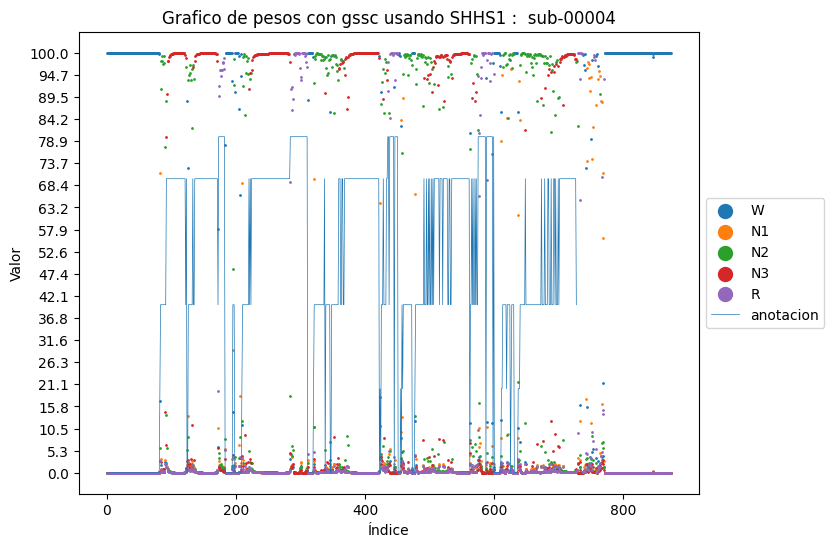 Grafico de pesos con gssc usando SHHS1 :  sub-00004
100.0
94.7
89.5
84.2
78.9
73.7
68.4
63.2
57.9
52.6
47.4
42.1
36.8
31.6
26.3
21.1
15.8
10.5
5.3
0.0
Valor
0 200 400 600 800
Índice
W
N1
N2
N3
R
anotacion